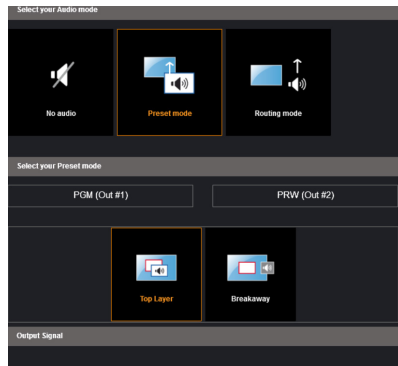 Select your Audio mode
No audio
Preset mode
Routing mode
Select your Preset mode
PGM (Out #1)
PRW (Out #2)
Top Layer
Breakaway
Output Signal